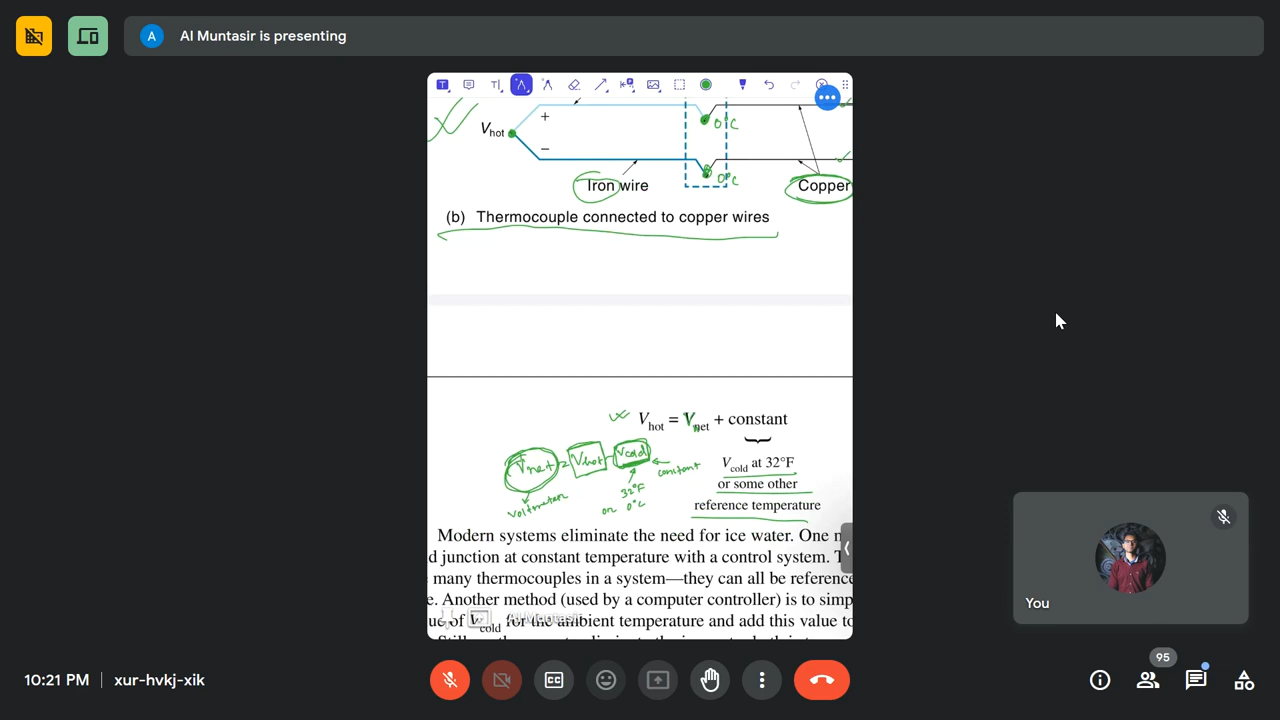 A
Al Muntasir is presenting
+
0°C
V hot
−
0°C
Iron wire
Copper
(b) Thermocouple connected to copper wires
Vhot = Vnet + constant
Vnet = Vhot - Vcold
constant
Vcold at 32°F
32°F
or some other
voltmeter
or 0°C
reference temperature
Modern systems eliminate the need for ice water. One m
d junction at constant temperature with a control system. T
many thermocouples in a system—they can all be reference
e. Another method (used by a computer controller) is to simp
ue of Vcold for the ambient temperature and add this value to
You
95
10:21 PM | xur-hvkj-xik
CC